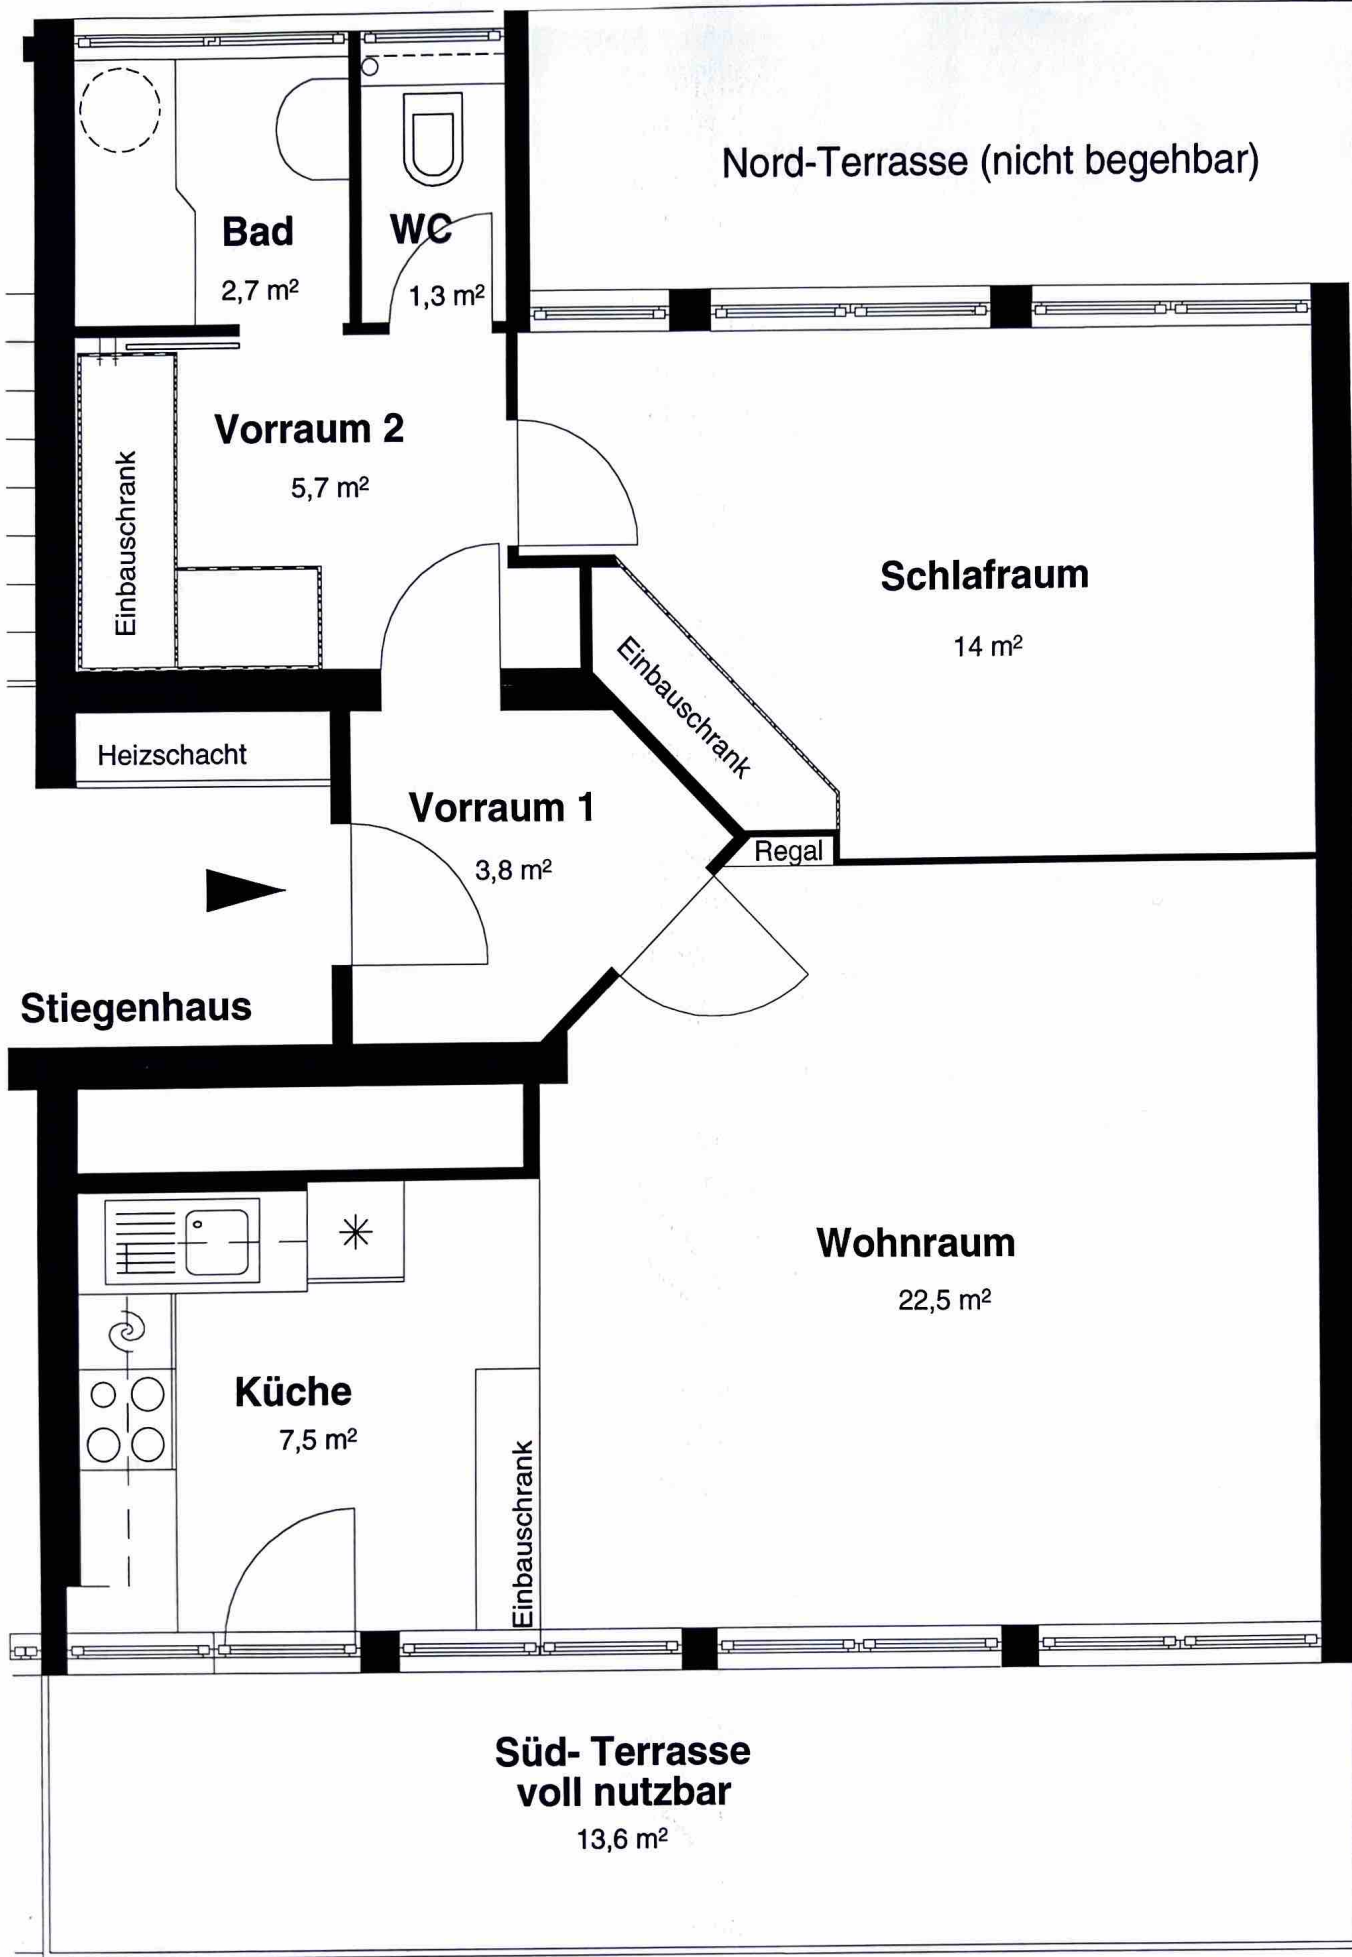 Nord-Terrasse (nicht begehbar)
Bad
2,7 m²
WC
1,3 m²
Vorraum 2
5,7 m²
Einbauschrank
Schlafraum
14 m²
Einbauschrank
Heizschacht
Vorraum 1
3,8 m²
Regal
Stiegenhaus
Wohnraum
22,5 m²
Küche
7,5 m²
Einbauschrank
Süd- Terrasse
voll nutzbar
13,6 m²